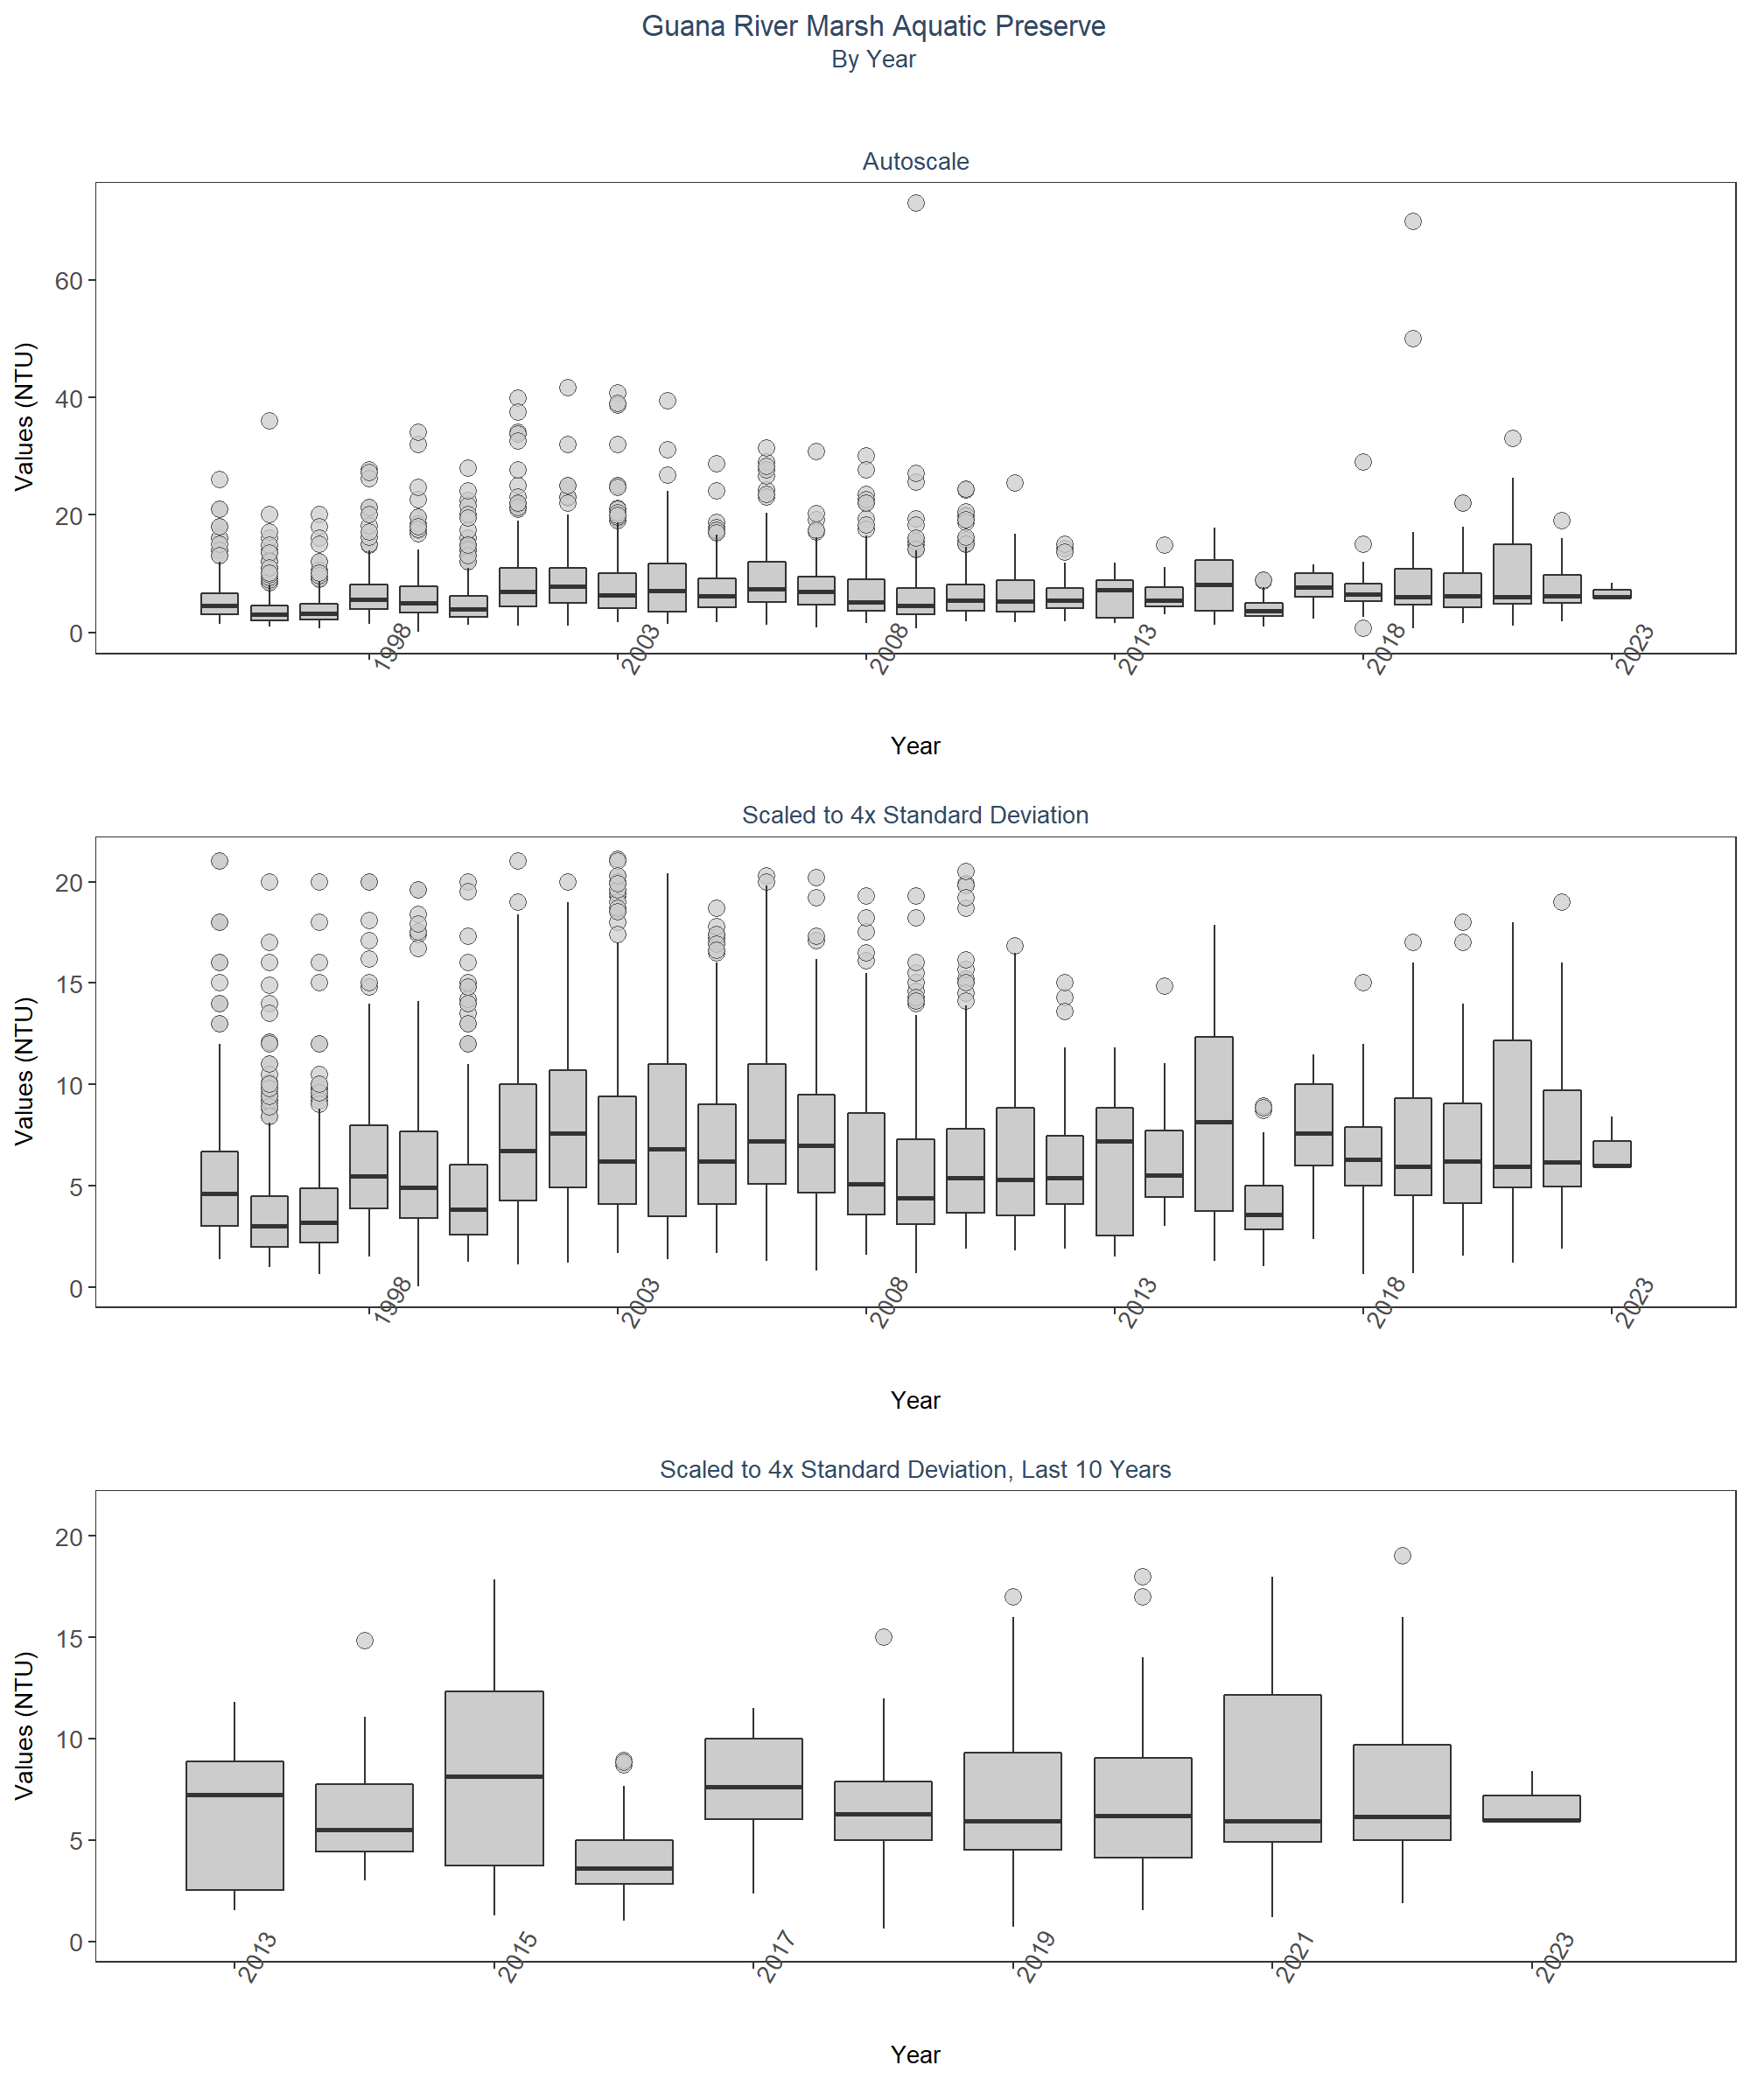 Guana River Marsh Aquatic Preserve
By Year
Autoscale
Values (NTU)
60
40
20
0
1998
2003
2008
2013
2018
2023
Year
Scaled to 4x Standard Deviation
Values (NTU)
20
15
10
5
0
1998
2003
2008
2013
2018
2023
Year
Scaled to 4x Standard Deviation, Last 10 Years
Values (NTU)
20
15
10
5
0
2013
2015
2017
2019
2021
2023
Year